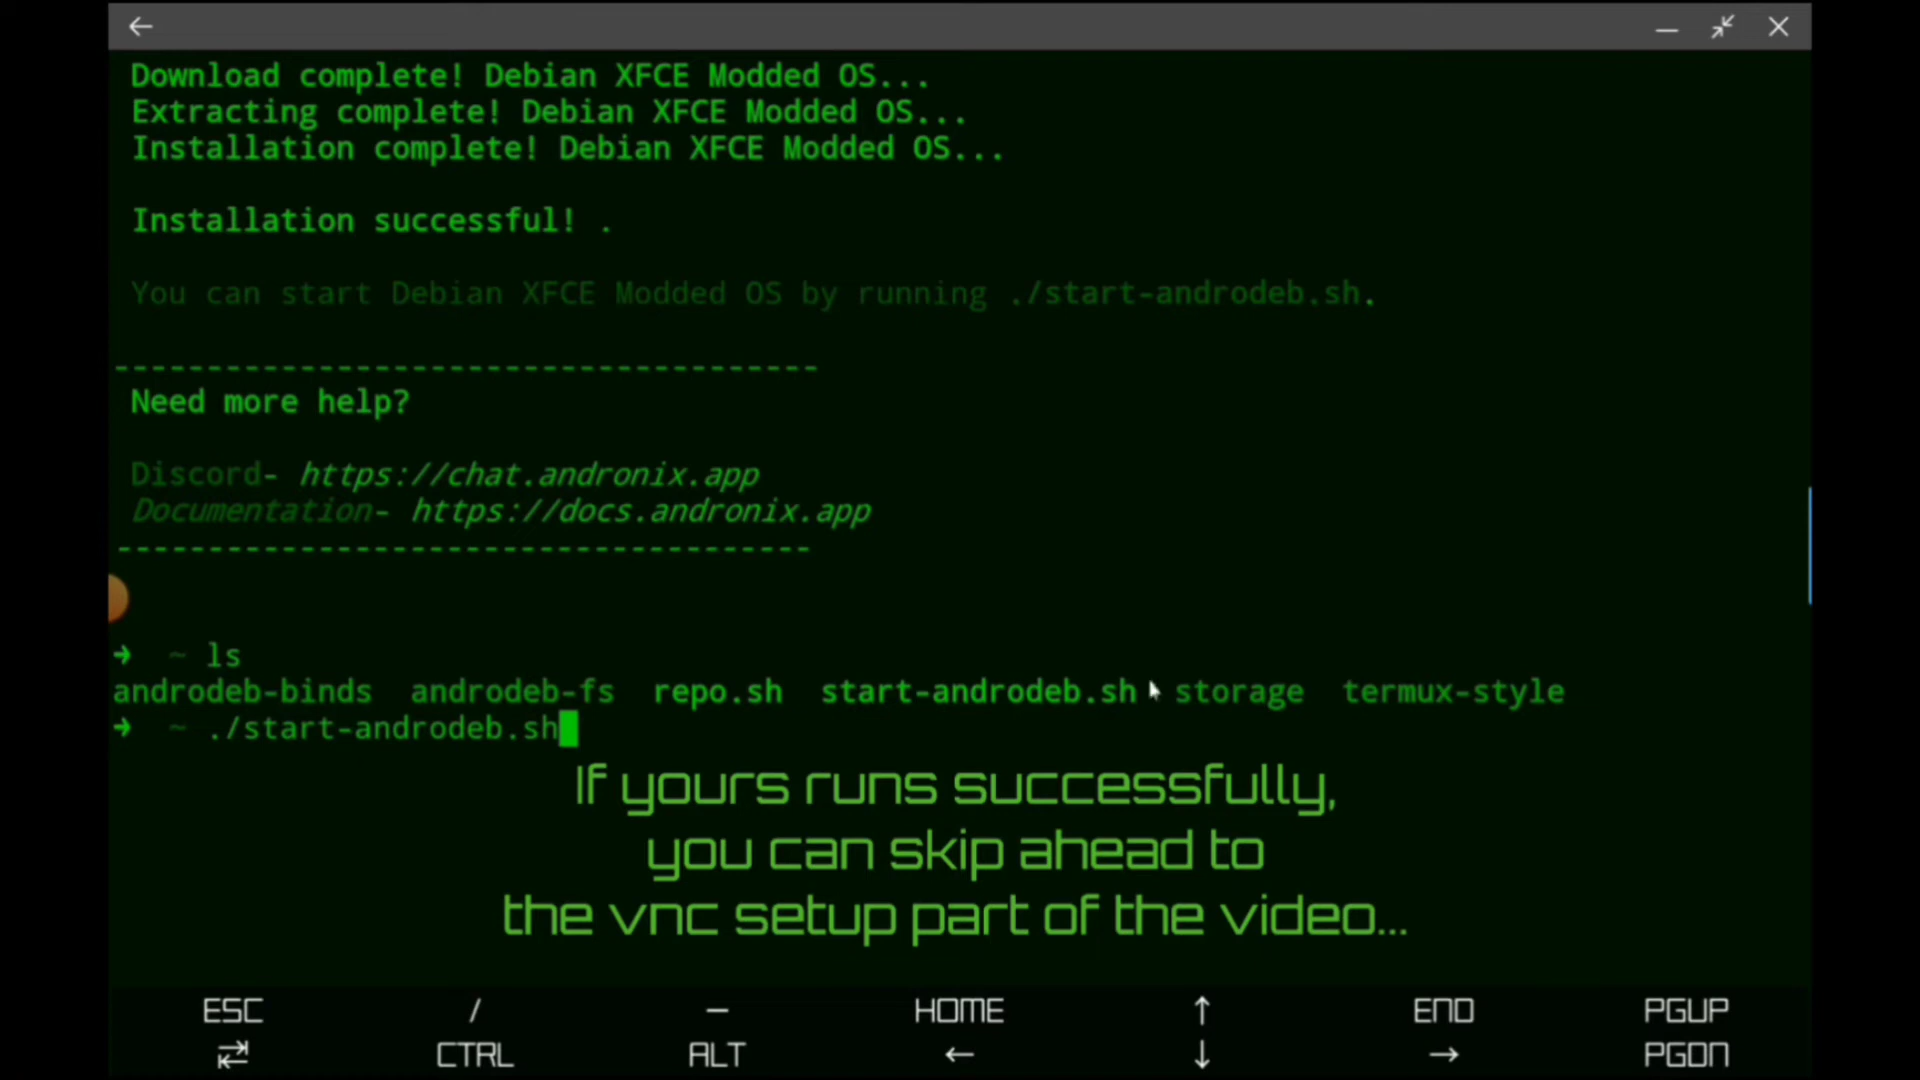 Download complete! Debian XFCE Modded OS...
Extracting complete! Debian XFCE Modded OS...
Installation complete! Debian XFCE Modded OS...
Installation successful! .
You can start Debian XFCE Modded OS by running ./start-androdeb.sh.
---------------------------------------
Need more help?
Discord- https://chat.andronix.app
Documentation- https://docs.andronix.app
---------------------------------------
➜ ~ ls
androdeb-binds androdeb-fs repo.sh start-androdeb.sh storage termux-style
➜ ~ ./start-androdeb.sh
If yours runs successfully,
you can skip ahead to
the vnc setup part of the video...
ESC / — HOME ↑ END PGUP
⇄ CTRL ALT ← ↓ → PGDN